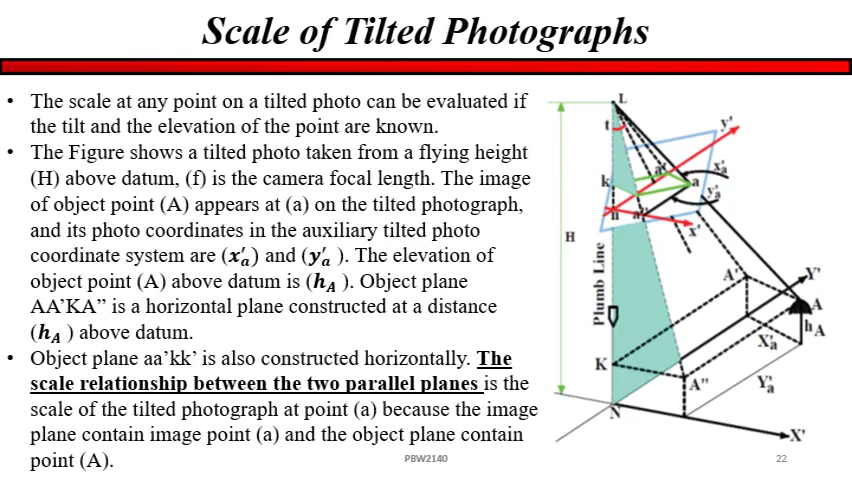 Scale of Tilted Photographs
• The scale at any point on a tilted photo can be evaluated if
the tilt and the elevation of the point are known.
• The Figure shows a tilted photo taken from a flying height
(H) above datum, (f) is the camera focal length. The image
of object point (A) appears at (a) on the tilted photograph,
and its photo coordinates in the auxiliary tilted photo
coordinate system are (x′ₐ) and (y′ₐ ). The elevation of
object point (A) above datum is (h_A ). Object plane
AA’KA” is a horizontal plane constructed at a distance
(h_A ) above datum.
• Object plane aa’kk’ is also constructed horizontally. The
scale relationship between the two parallel planes is the
scale of the tilted photograph at point (a) because the image
plane contain image point (a) and the object plane contain
point (A).
L
t
y'
x'a
a'
k
a
y'a
n
a"
x'
H
Plumb Line
A'
Y'
A
hA
X'a
K
A"
Y'a
N
X'
PBW2140
22